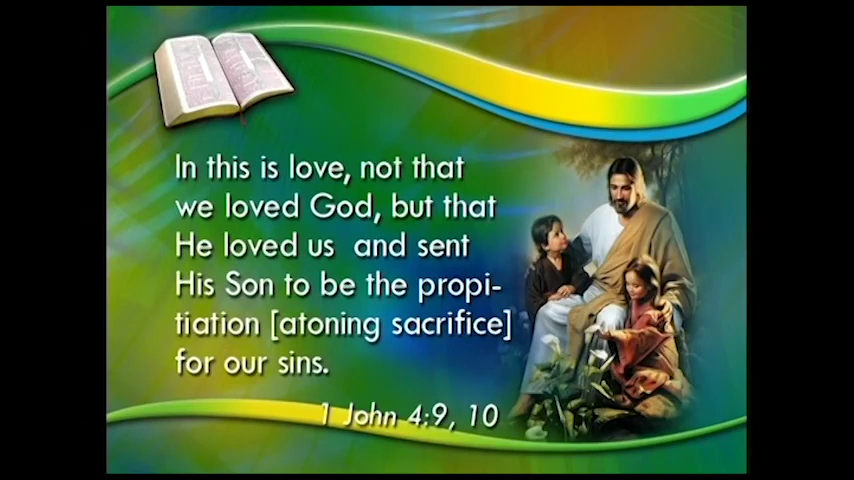 In this is love, not that
we loved God, but that
He loved us and sent
His Son to be the propi-
tiation [atoning sacrifice]
for our sins.
1 John 4:9, 10